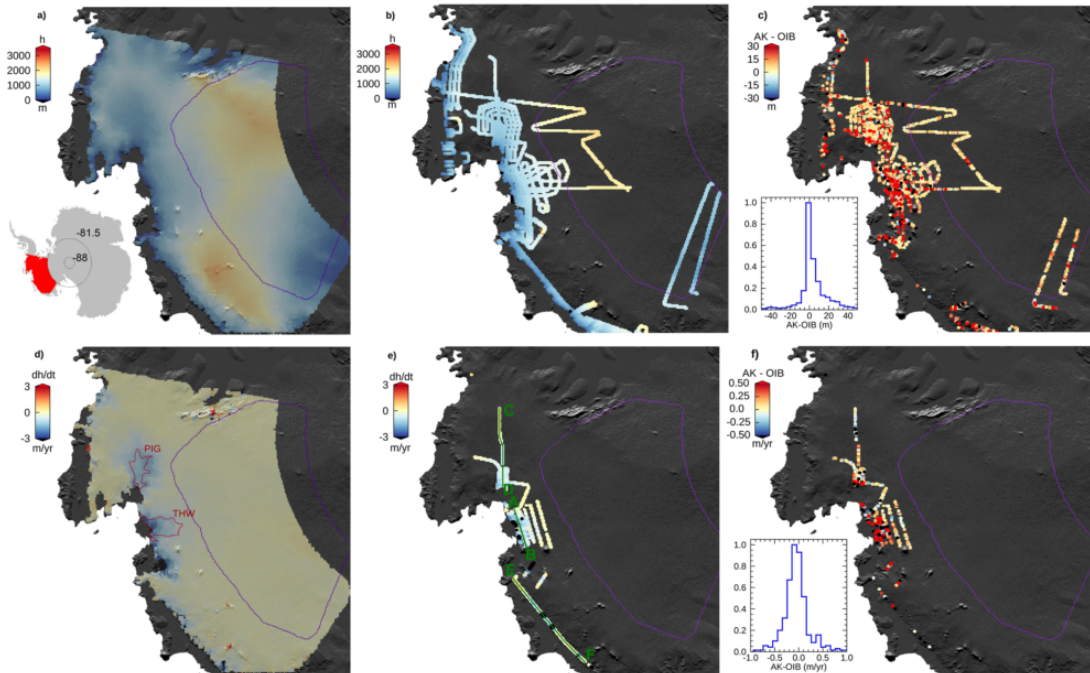 a)
h
3000
2000
1000
0
m
-81.5
-88
b)
h
3000
2000
1000
0
m
c)
AK - OIB
30
15
0
-15
-30
m
1.0
0.8
0.6
0.4
0.2
0.0
-40 -20 0 20 40
AK-OIB (m)
d)
dh/dt
3
0
-3
m/yr
PIG
THW
e)
dh/dt
3
0
-3
m/yr
C
B
E
F
f)
AK - OIB
0.50
0.25
0.00
-0.25
-0.50
m/yr
1.0
0.8
0.6
0.4
0.2
0.0
-1.0 -0.5 0.0 0.5 1.0
AK-OIB (m/yr)